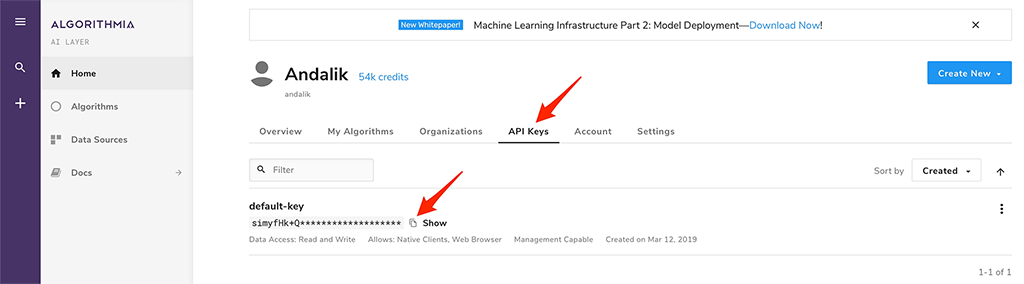 ALGORITHMIA
AI LAYER
Home
Algorithms
Data Sources
Docs
New Whitepaper! Machine Learning Infrastructure Part 2: Model Deployment—Download Now!
Andalik 54k credits
andalik
Create New
Overview My Algorithms Organizations API Keys Account Settings
Filter
Sort by Created
default-key
simyfHk+Q******************* Show
Data Access: Read and Write Allows: Native Clients, Web Browser Management Capable Created on Mar 12, 2019
1-1 of 1